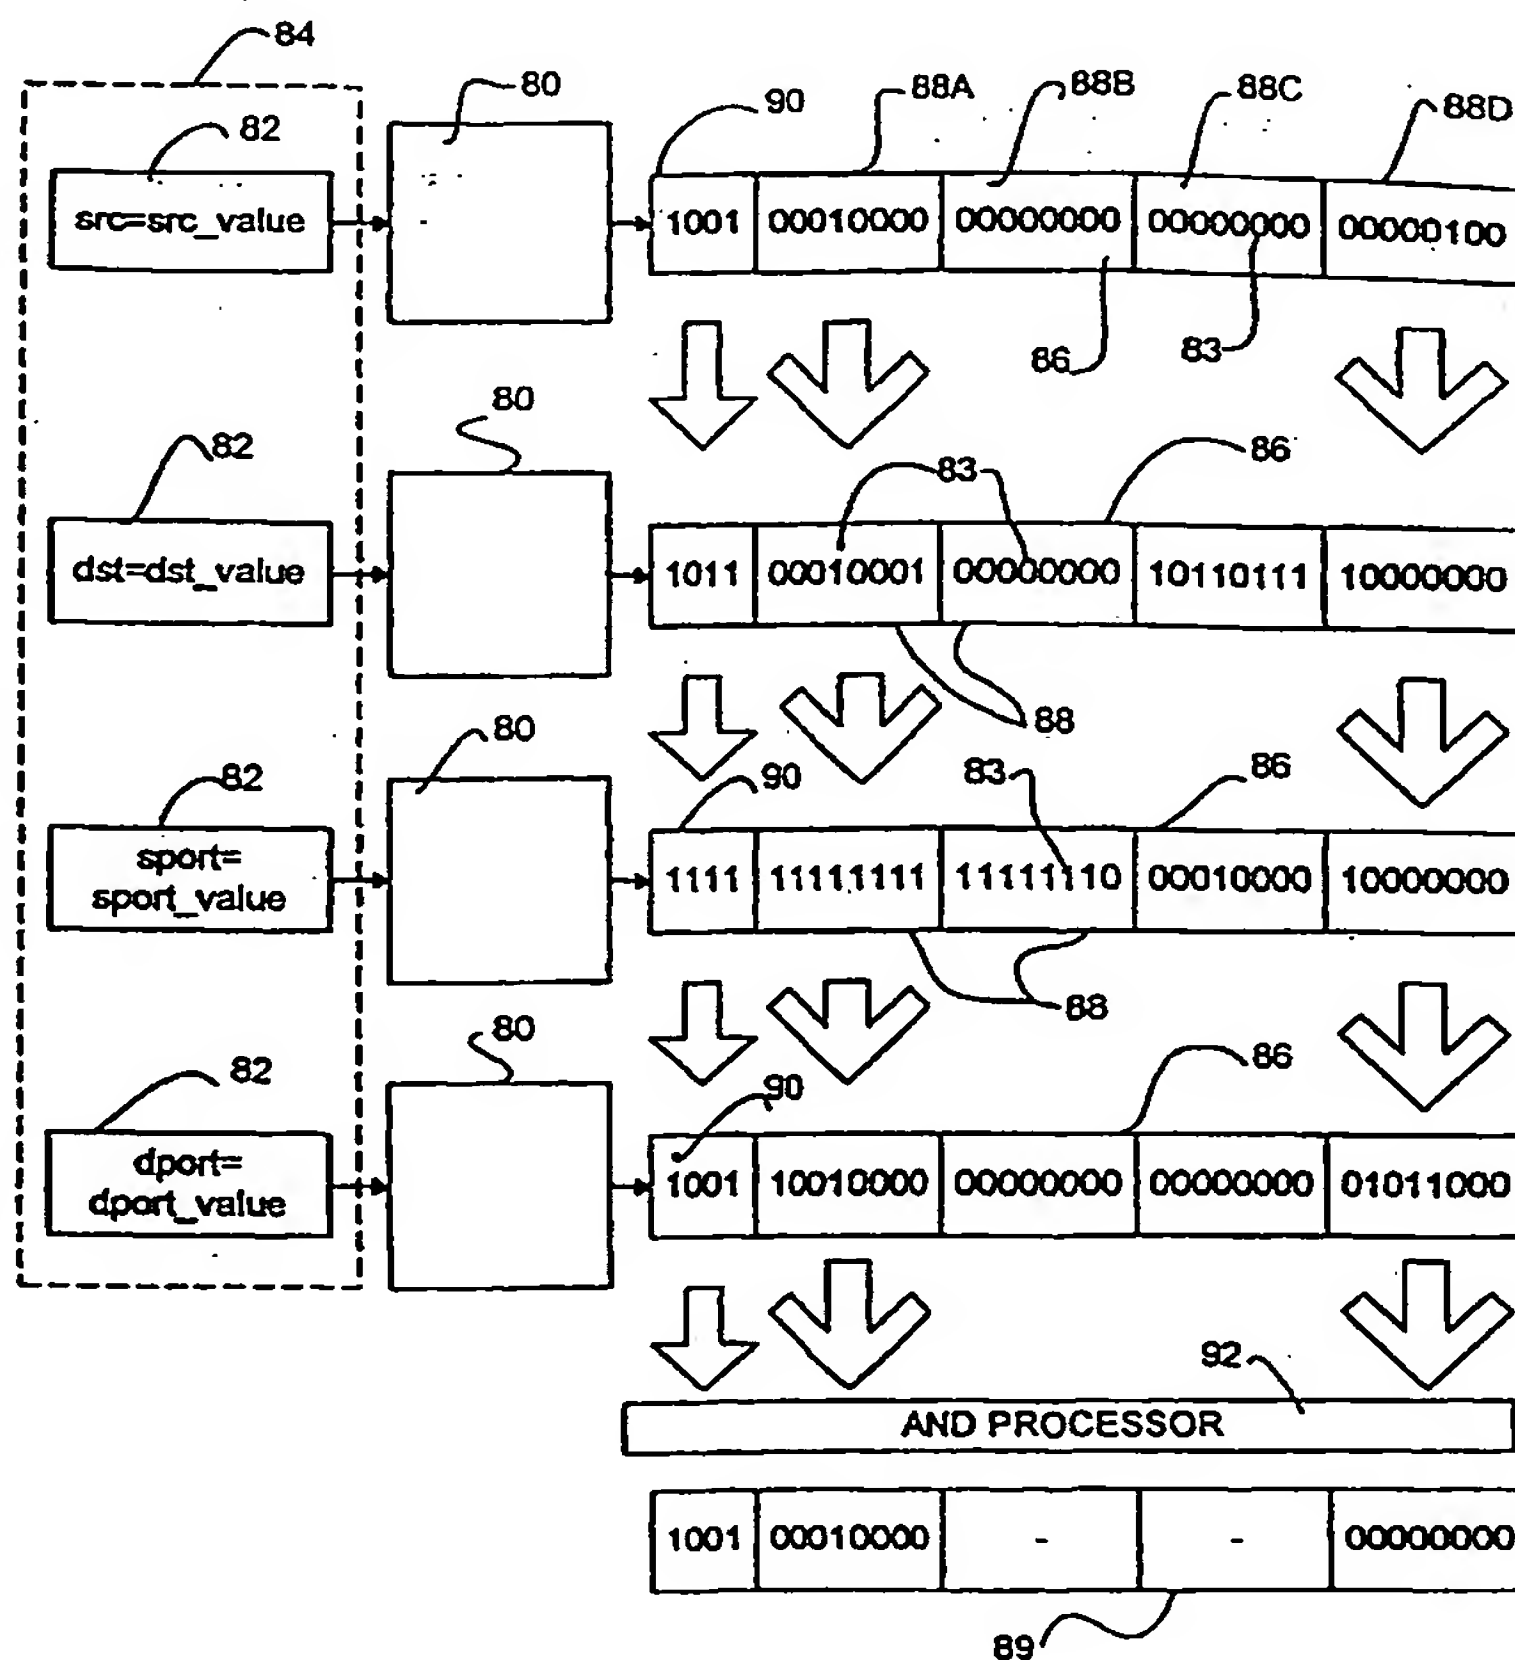 84
80
90
88A
88B
88C
88D
82
src=src_value
1001 00010000 00000000 00000000 00000100
86
83
80
82
83
86
dst=dst_value
1011 00010001 00000000 10110111 10000000
88
80
82
90
83
86
sport=
sport_value
1111 11111111 11111110 00010000 10000000
88
80
82
90
86
dport=
dport_value
1001 10010000 00000000 00000000 01011000
92
AND PROCESSOR
1001 00010000 - - 00000000
89